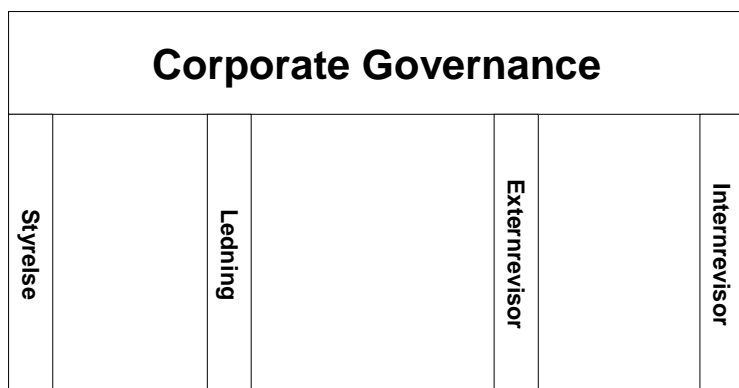 Corporate Governance
Styrelse
Ledning
Externrevisor
Internrevisor